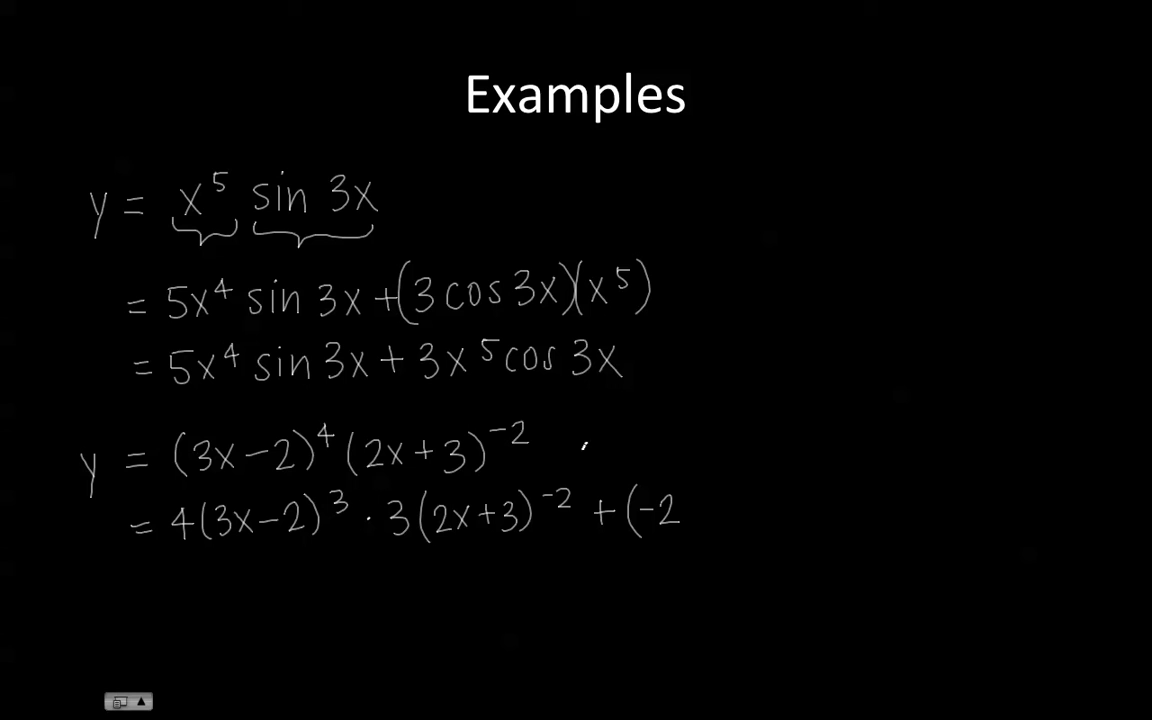 Examples
y = x⁵ sin 3x
= 5x⁴ sin 3x + (3 cos 3x)(x⁵)
= 5x⁴ sin 3x + 3x⁵ cos 3x
y = (3x-2)⁴ (2x+3)⁻²
= 4(3x-2)³ · 3(2x+3)⁻² + (-2